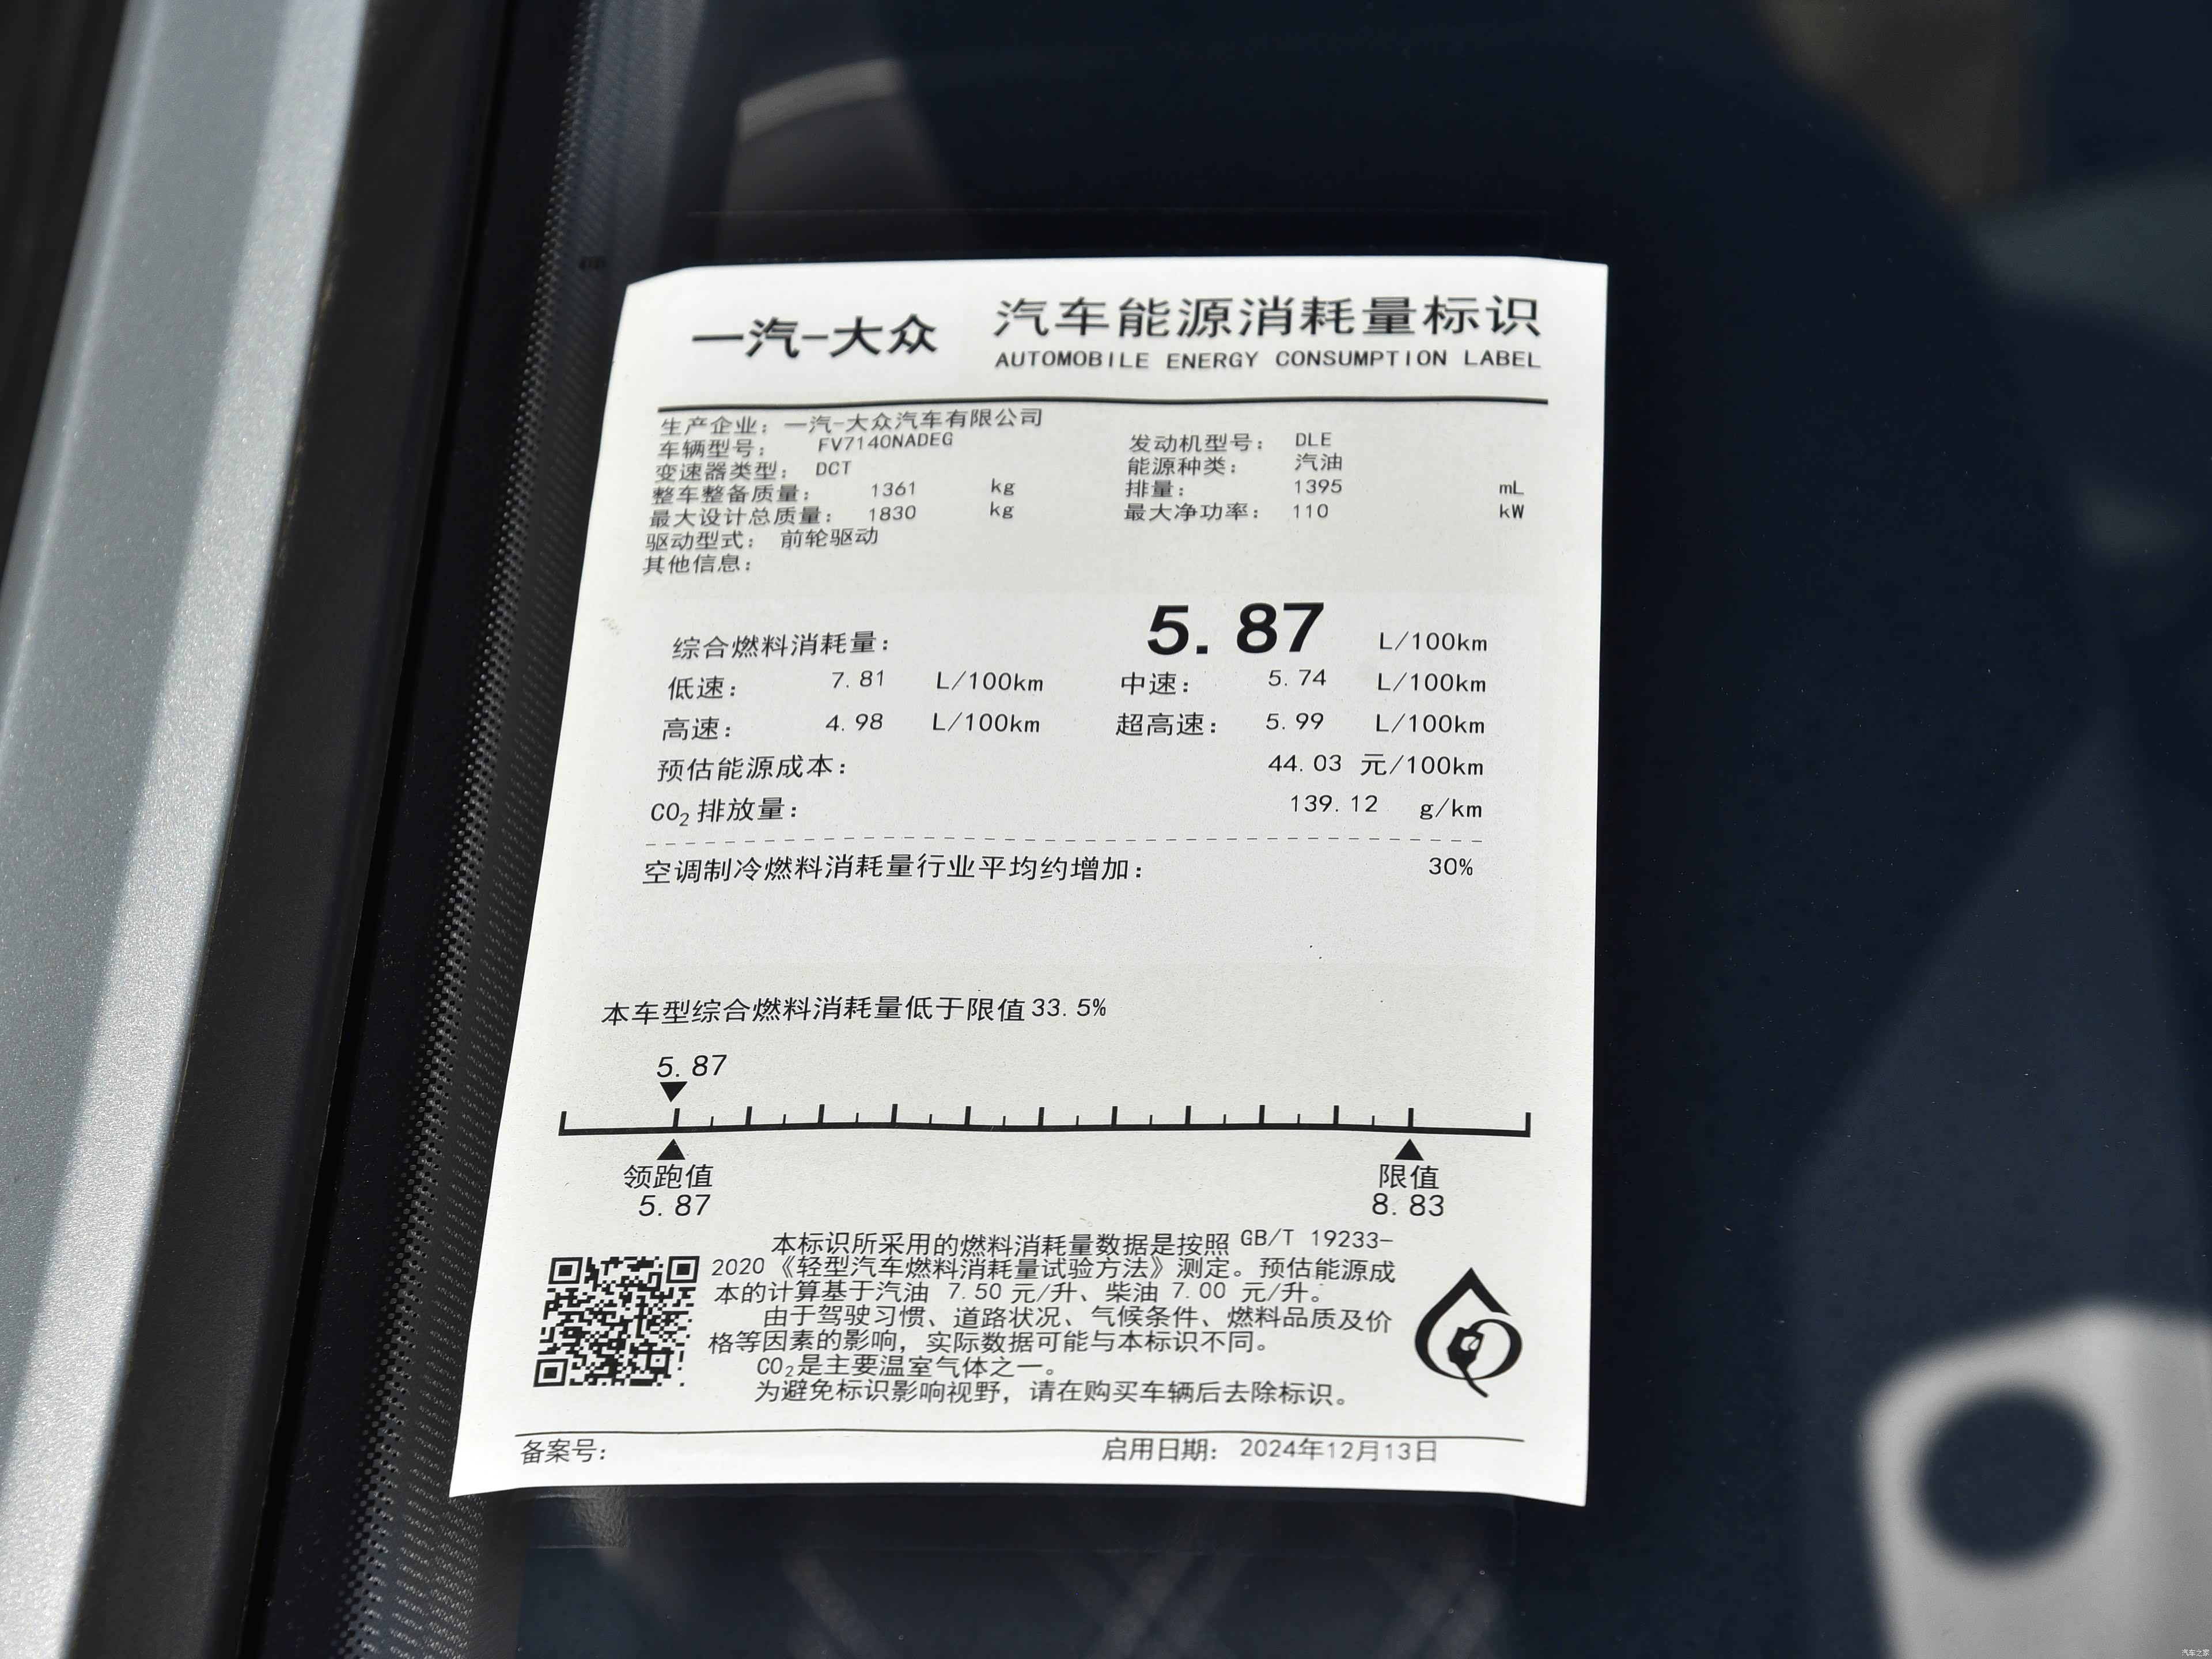 一汽-大众
汽车能源消耗量标识
AUTOMOBILE ENERGY CONSUMPTION LABEL
生产企业：一汽-大众汽车有限公司
车辆型号： FV7140NADEG 发动机型号： DLE
变速器类型： DCT 能源种类： 汽油
整车整备质量： 1361 kg 排量： 1395 mL
最大设计总质量： 1830 kg 最大净功率： 110 kW
驱动型式： 前轮驱动
其他信息：
综合燃料消耗量： 5.87 L/100km
低速： 7.81 L/100km 中速： 5.74 L/100km
高速： 4.98 L/100km 超高速： 5.99 L/100km
预估能源成本： 44.03 元/100km
CO₂排放量： 139.12 g/km
空调制冷燃料消耗量行业平均约增加： 30%
本车型综合燃料消耗量低于限值33.5%
5.87
领跑值 限值
5.87 8.83
本标识所采用的燃料消耗量数据是按照 GB/T 19233-
2020《轻型汽车燃料消耗量试验方法》测定。预估能源成
本的计算基于汽油 7.50 元/升、柴油 7.00 元/升。
由于驾驶习惯、道路状况、气候条件、燃料品质及价
格等因素的影响，实际数据可能与本标识不同。
CO₂是主要温室气体之一。
为避免标识影响视野，请在购买车辆后去除标识。
备案号： 启用日期： 2024年12月13日
汽车之家